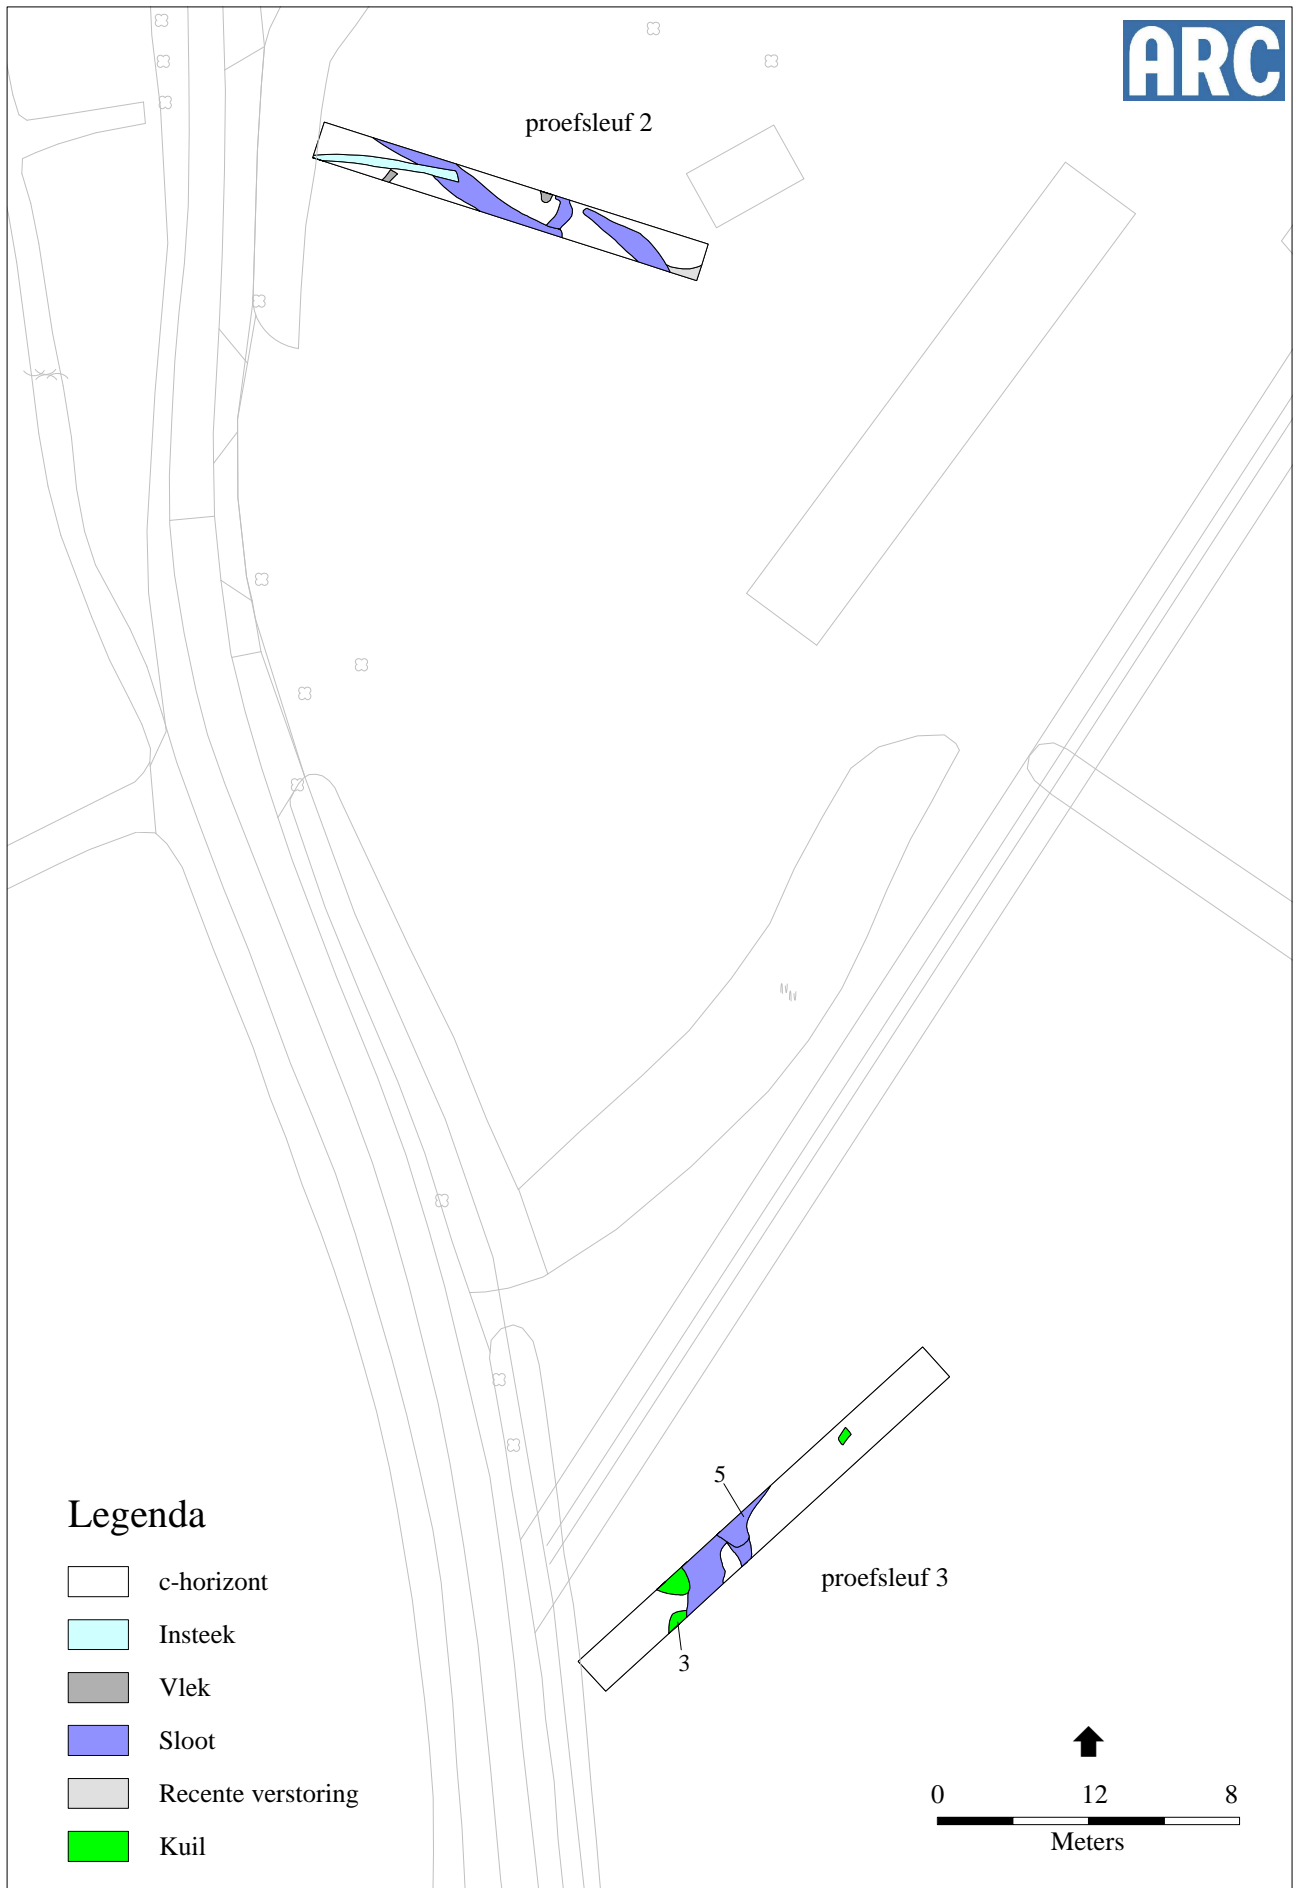 ARC
proefsleuf 2
5
proefsleuf 3
3
Legenda
c-horizont
Insteek
Vlek
Sloot
Recente verstoring
Kuil
0 12 8
Meters